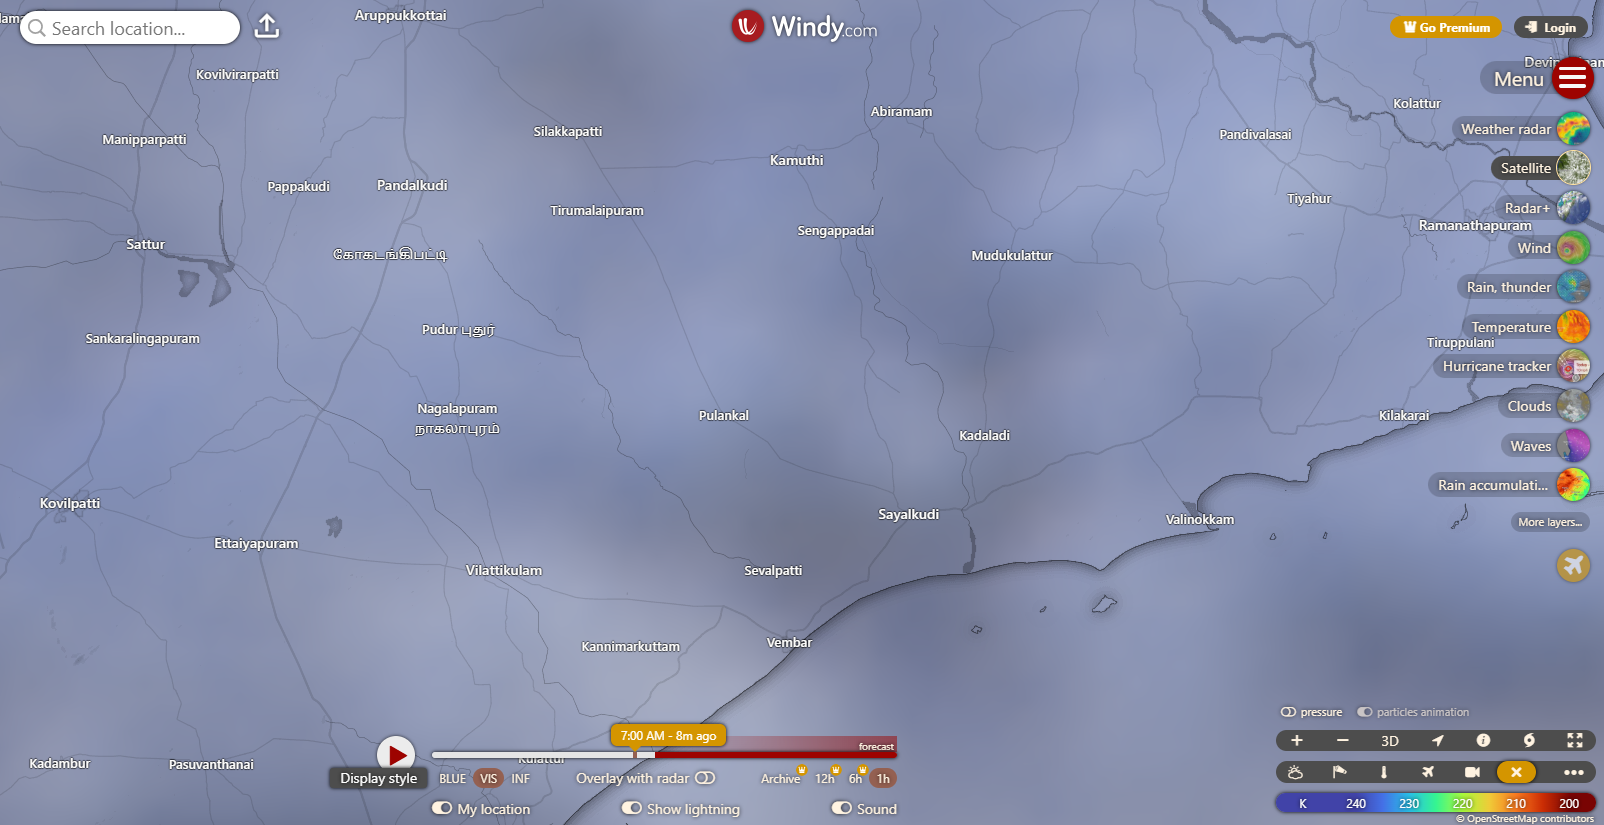 Aruppukkottai
Search location...
Windy.com
Go Premium
Login
Kovilvirarpatti
Menu
Kolattur
Abiramam
Weather radar
Silakkapatti
Pandivalasai
Manipparpatti
Kamuthi
Satellite
Pappakudi
Pandalkudi
Tiyahur
Radar+
Tirumalaipuram
Ramanathapuram
Sengappadai
Sattur
Wind
கோகடங்கிபட்டி
Mudukulattur
Rain, thunder
Pudur புதுர்
Temperature
Sankaralingapuram
Tiruppulani
Hurricane tracker
Nagalapuram
நாகலாபுரம்
Clouds
Pulankal
Kilakarai
Kadaladi
Waves
Rain accumulati...
Kovilpatti
Sayalkudi
Valinokkam
More layers...
Ettaiyapuram
Vilattikulam
Sevalpatti
Kannimarkuttam
Vembar
pressure
particles animation
7:00 AM - 8m ago
forecast
3D
Kadambur
Pasuvanthanai
Kulattur
Display style
BLUE
VIS
INF
Overlay with radar
Archive
12h
6h
1h
My location
Show lightning
Sound
K 240 230 220 210 200
© OpenStreetMap contributors